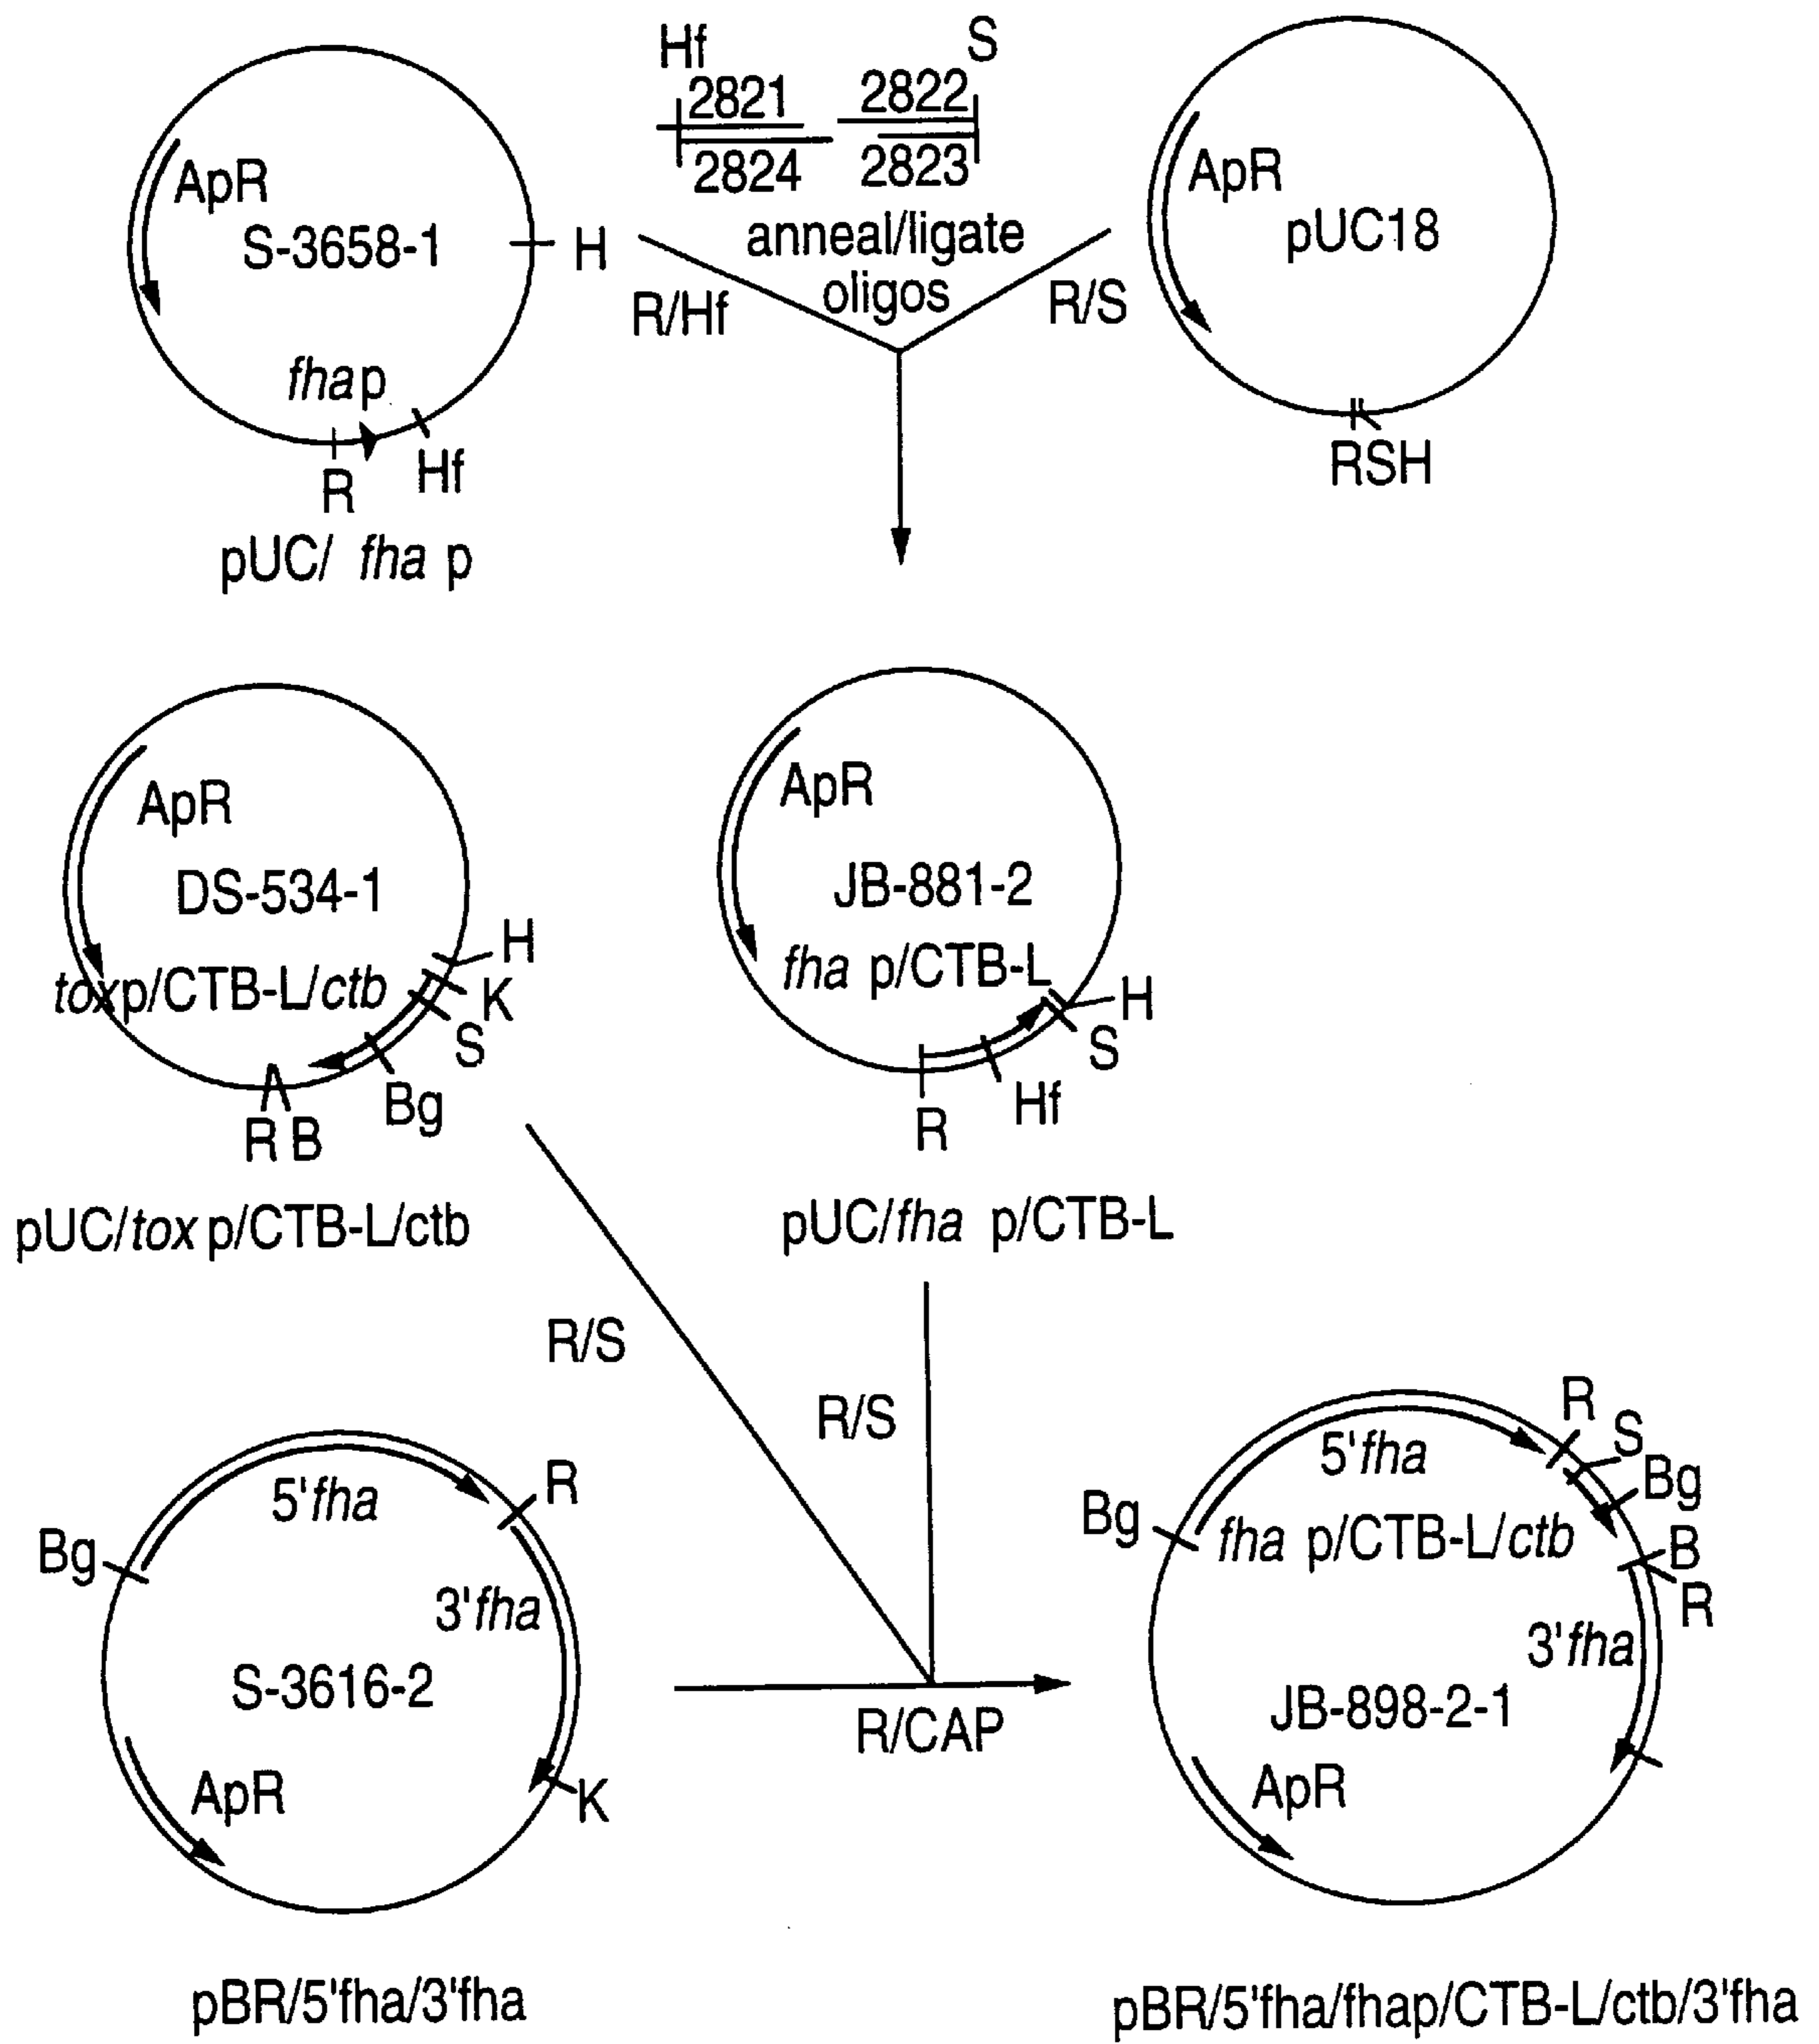 Hf
S
2821
2822
2824
2823
ApR
S-3658-1
H
anneal/ligate
oligos
R/Hf
R/S
ApR
pUC18
fhap
R
Hf
RSH
pUC/ fha p
ApR
DS-534-1
toxp/CTB-L/ctb
H
K
S
Bg
R B
pUC/tox p/CTB-L/ctb
ApR
JB-881-2
fha p/CTB-L
H
S
Hf
R
pUC/fha p/CTB-L
R/S
R/S
5'fha
R
Bg
3'fha
S-3616-2
ApR
K
pBR/5'fha/3'fha
R/CAP
R
S
5'fha
Bg
Bg
fha p/CTB-L/ctb
B
R
3'fha
JB-898-2-1
ApR
pBR/5'fha/fhap/CTB-L/ctb/3'fha